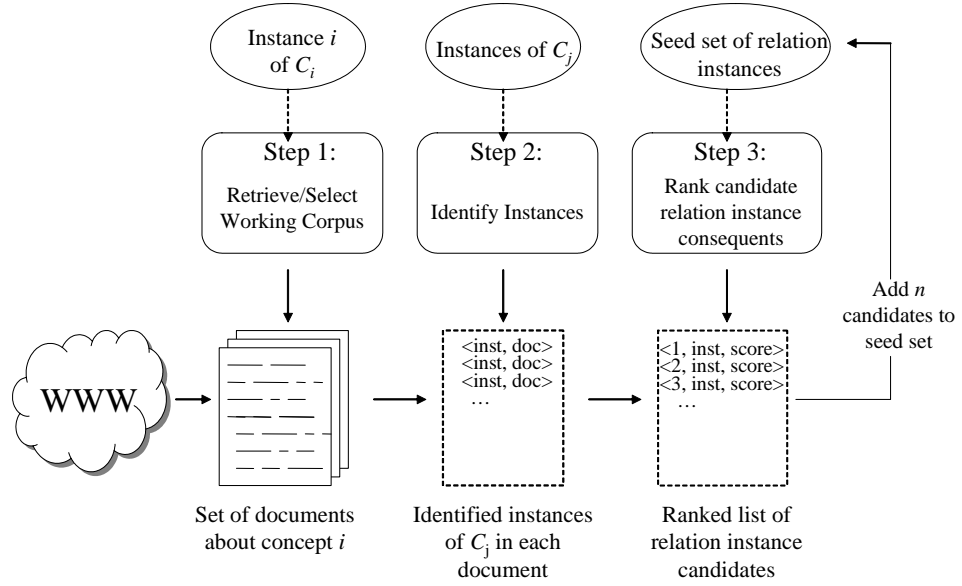 Instance i
of C_i
Instances of C_j
Seed set of relation
instances
Step 1:
Retrieve/Select
Working Corpus
Step 2:
Identify Instances
Step 3:
Rank candidate
relation instance
consequents
Add n
candidates to
seed set
WWW
<inst, doc>
<inst, doc>
<inst, doc>
…
<1, inst, score>
<2, inst, score>
<3, inst, score>
…
Set of documents
about concept i
Identified instances
of C_j in each
document
Ranked list of
relation instance
candidates